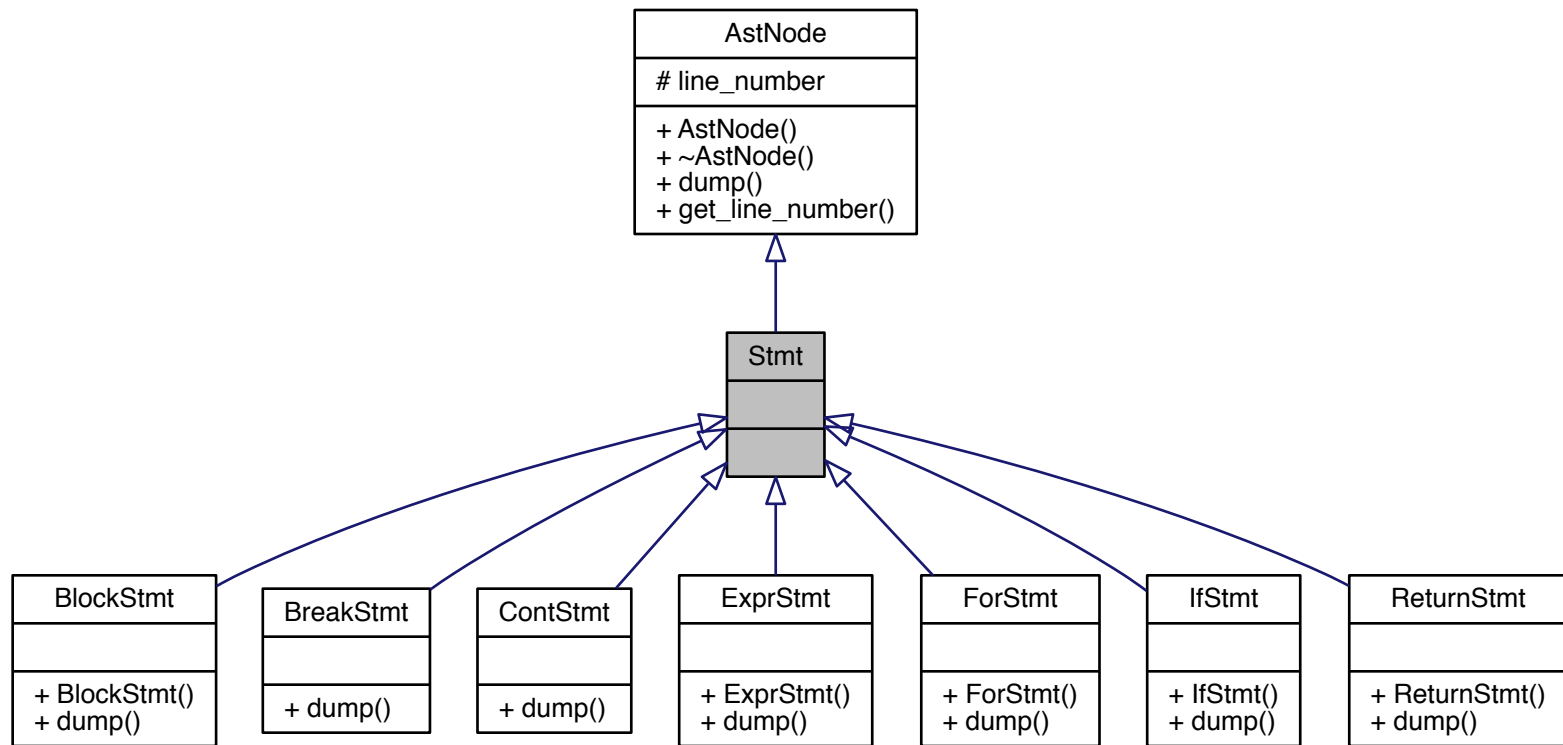 AstNode
# line_number
+ AstNode()
+ ~AstNode()
+ dump()
+ get_line_number()
Stmt
BlockStmt
+ BlockStmt()
+ dump()
BreakStmt
+ dump()
ContStmt
+ dump()
ExprStmt
+ ExprStmt()
+ dump()
ForStmt
+ ForStmt()
+ dump()
IfStmt
+ IfStmt()
+ dump()
ReturnStmt
+ ReturnStmt()
+ dump()